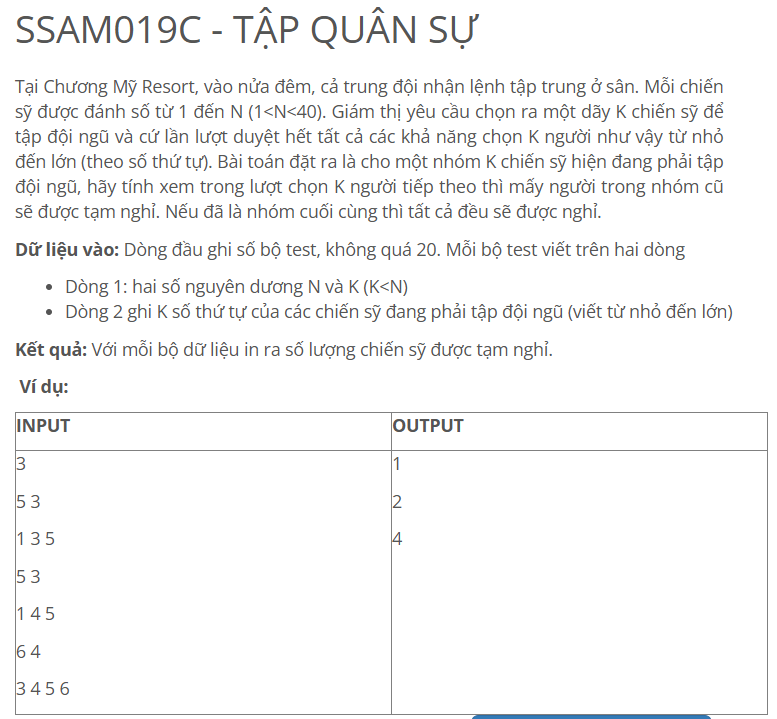 SSAM019C - TẬP QUÂN SỰ
Tại Chương Mỹ Resort, vào nửa đêm, cả trung đội nhận lệnh tập trung ở sân. Mỗi chiến
sỹ được đánh số từ 1 đến N (1<N<40). Giám thị yêu cầu chọn ra một dãy K chiến sỹ để
tập đội ngũ và cứ lần lượt duyệt hết tất cả các khả năng chọn K người như vậy từ nhỏ
đến lớn (theo số thứ tự). Bài toán đặt ra là cho một nhóm K chiến sỹ hiện đang phải tập
đội ngũ, hãy tính xem trong lượt chọn K người tiếp theo thì mấy người trong nhóm cũ
sẽ được tạm nghỉ. Nếu đã là nhóm cuối cùng thì tất cả đều sẽ được nghỉ.
Dữ liệu vào: Dòng đầu ghi số bộ test, không quá 20. Mỗi bộ test viết trên hai dòng
• Dòng 1: hai số nguyên dương N và K (K<N)
• Dòng 2 ghi K số thứ tự của các chiến sỹ đang phải tập đội ngũ (viết từ nhỏ đến lớn)
Kết quả: Với mỗi bộ dữ liệu in ra số lượng chiến sỹ được tạm nghỉ.
Ví dụ:
INPUT OUTPUT
3 1
5 3 2
1 3 5 4
5 3
1 4 5
6 4
3 4 5 6